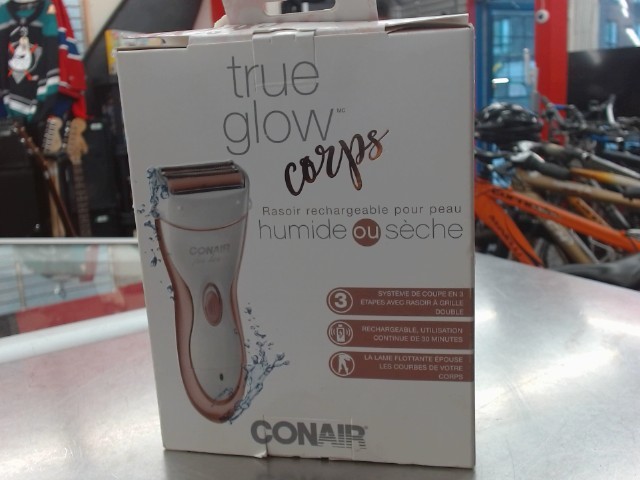 true
glow MC
corps
Rasoir rechargeable pour peau
humide ou sèche
CONAIR
3 SYSTÈME DE COUPE EN 3
ÉTAPES AVEC RASOIR À GRILLE
DOUBLE
RECHARGEABLE, UTILISATION
CONTINUE DE 30 MINUTES
LA LAME FLOTTANTE ÉPOUSE
LES COURBES DE VOTRE
CORPS
CONAIR